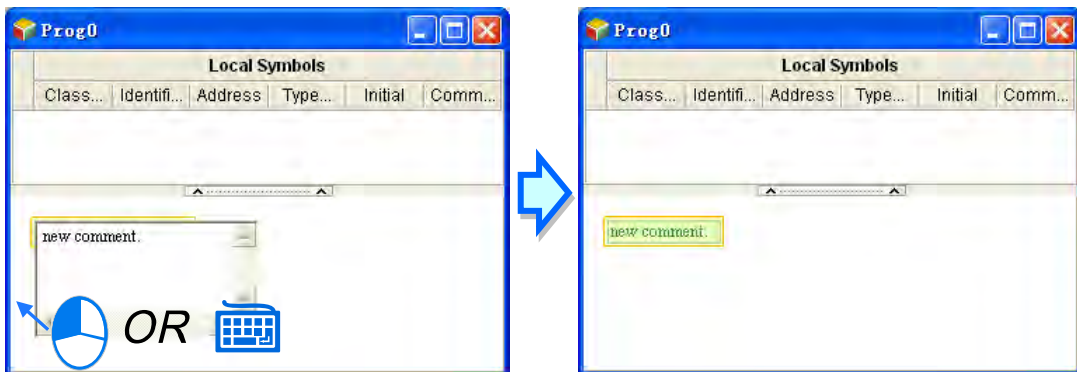 Prog0
Local Symbols
Class... Identifi... Address Type... Initial Comm...
new comment.
OR
Prog0
Local Symbols
Class... Identifi... Address Type... Initial Comm...
new comment.